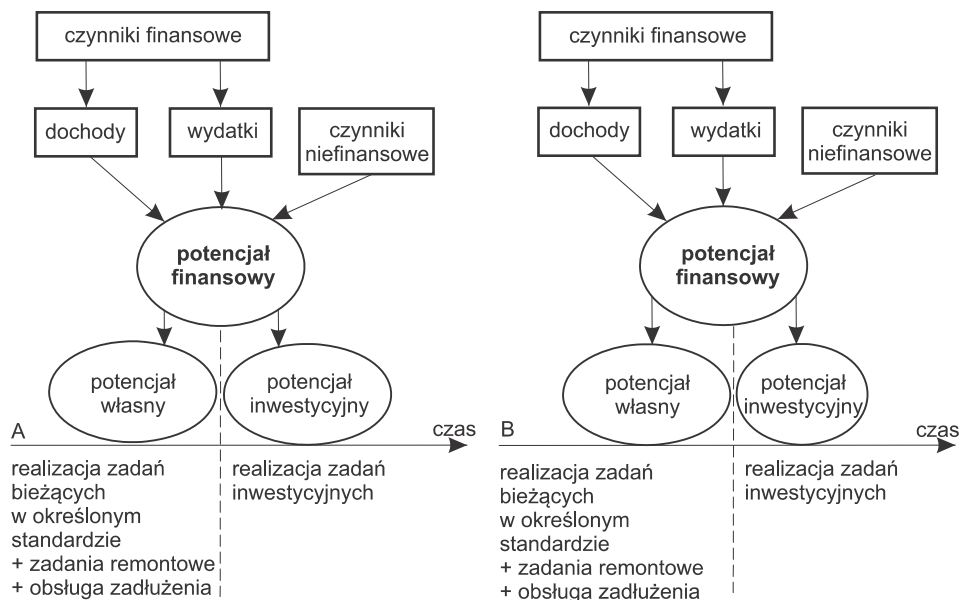 czynniki finansowe
dochody
wydatki
czynniki
niefinansowe
potencjał
finansowy
potencjał
własny
potencjał
inwestycyjny
A
czas
realizacja zadań
bieżących
w określonym
standardzie
+ zadania remontowe
+ obsługa zadłużenia
realizacja zadań
inwestycyjnych
czynniki finansowe
dochody
wydatki
czynniki
niefinansowe
potencjał
finansowy
potencjał
własny
potencjał
inwestycyjny
B
czas
realizacja zadań
bieżących
w określonym
standardzie
+ zadania remontowe
+ obsługa zadłużenia
realizacja zadań
inwestycyjnych